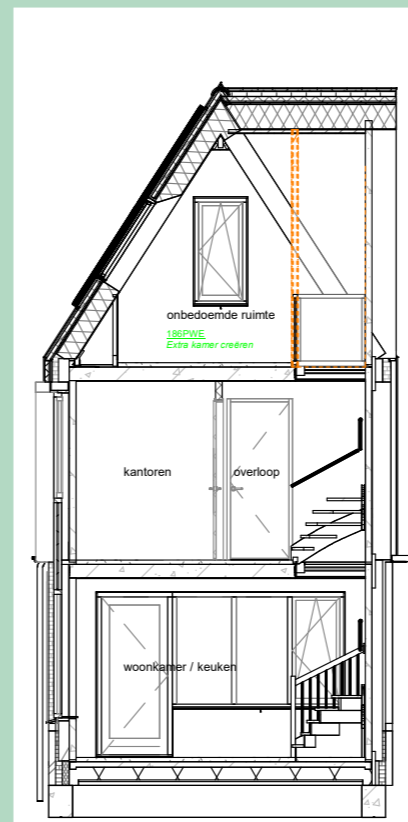 onbedoemde ruimte
186PWE
Extra kamer creëren
kantoren
overloop
woonkamer / keuken